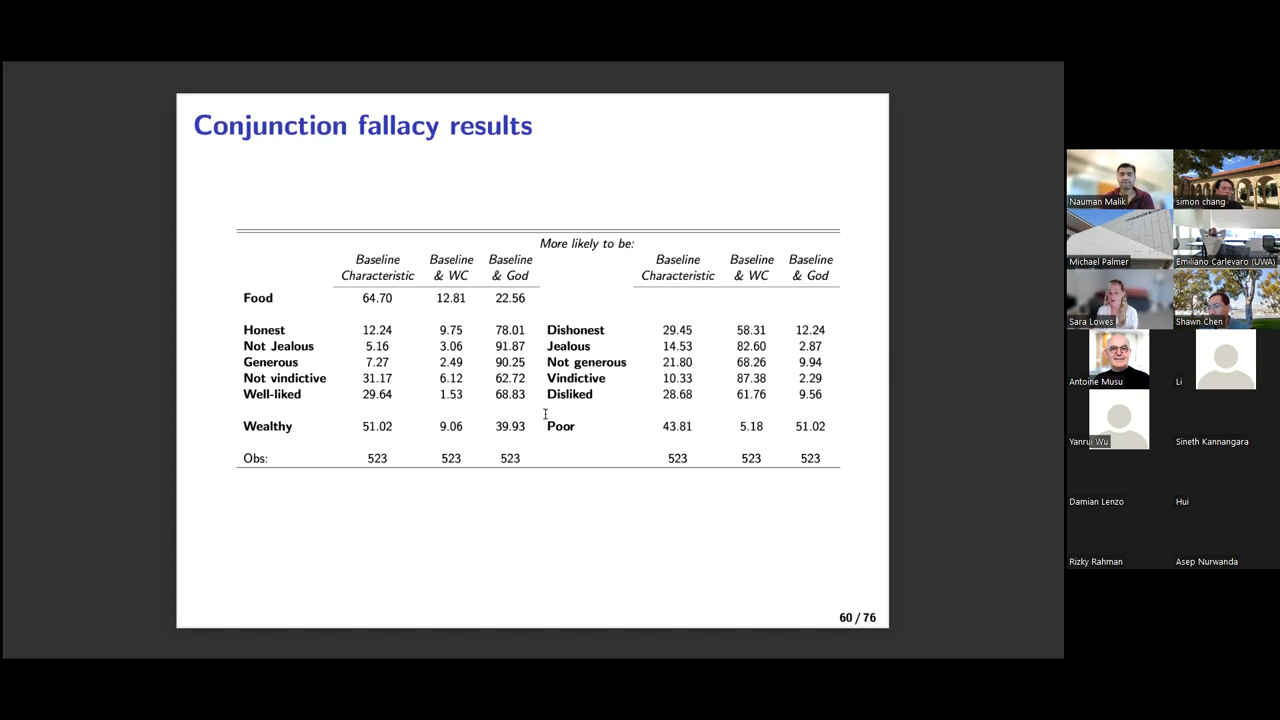 Conjunction fallacy results
More likely to be:
Baseline Baseline Baseline Baseline Baseline Baseline
Characteristic & WC & God Characteristic & WC & God
Food 64.70 12.81 22.56
Honest 12.24 9.75 78.01 Dishonest 29.45 58.31 12.24
Not Jealous 5.16 3.06 91.87 Jealous 14.53 82.60 2.87
Generous 7.27 2.49 90.25 Not generous 21.80 68.26 9.94
Not vindictive 31.17 6.12 62.72 Vindictive 10.33 87.38 2.29
Well-liked 29.64 1.53 68.83 Disliked 28.68 61.76 9.56
Wealthy 51.02 9.06 39.93 Poor 43.81 5.18 51.02
Obs: 523 523 523 523 523 523
60 / 76
Nauman Malik simon chang
Michael Palmer Emiliano Carlevaro (UWA)
Sara Lowes Shawn Chen
Antoine Musu Li
Yanrui Wu Sineth Kannangara
Damian Lenzo Hui
Rizky Rahman Asep Nurwanda